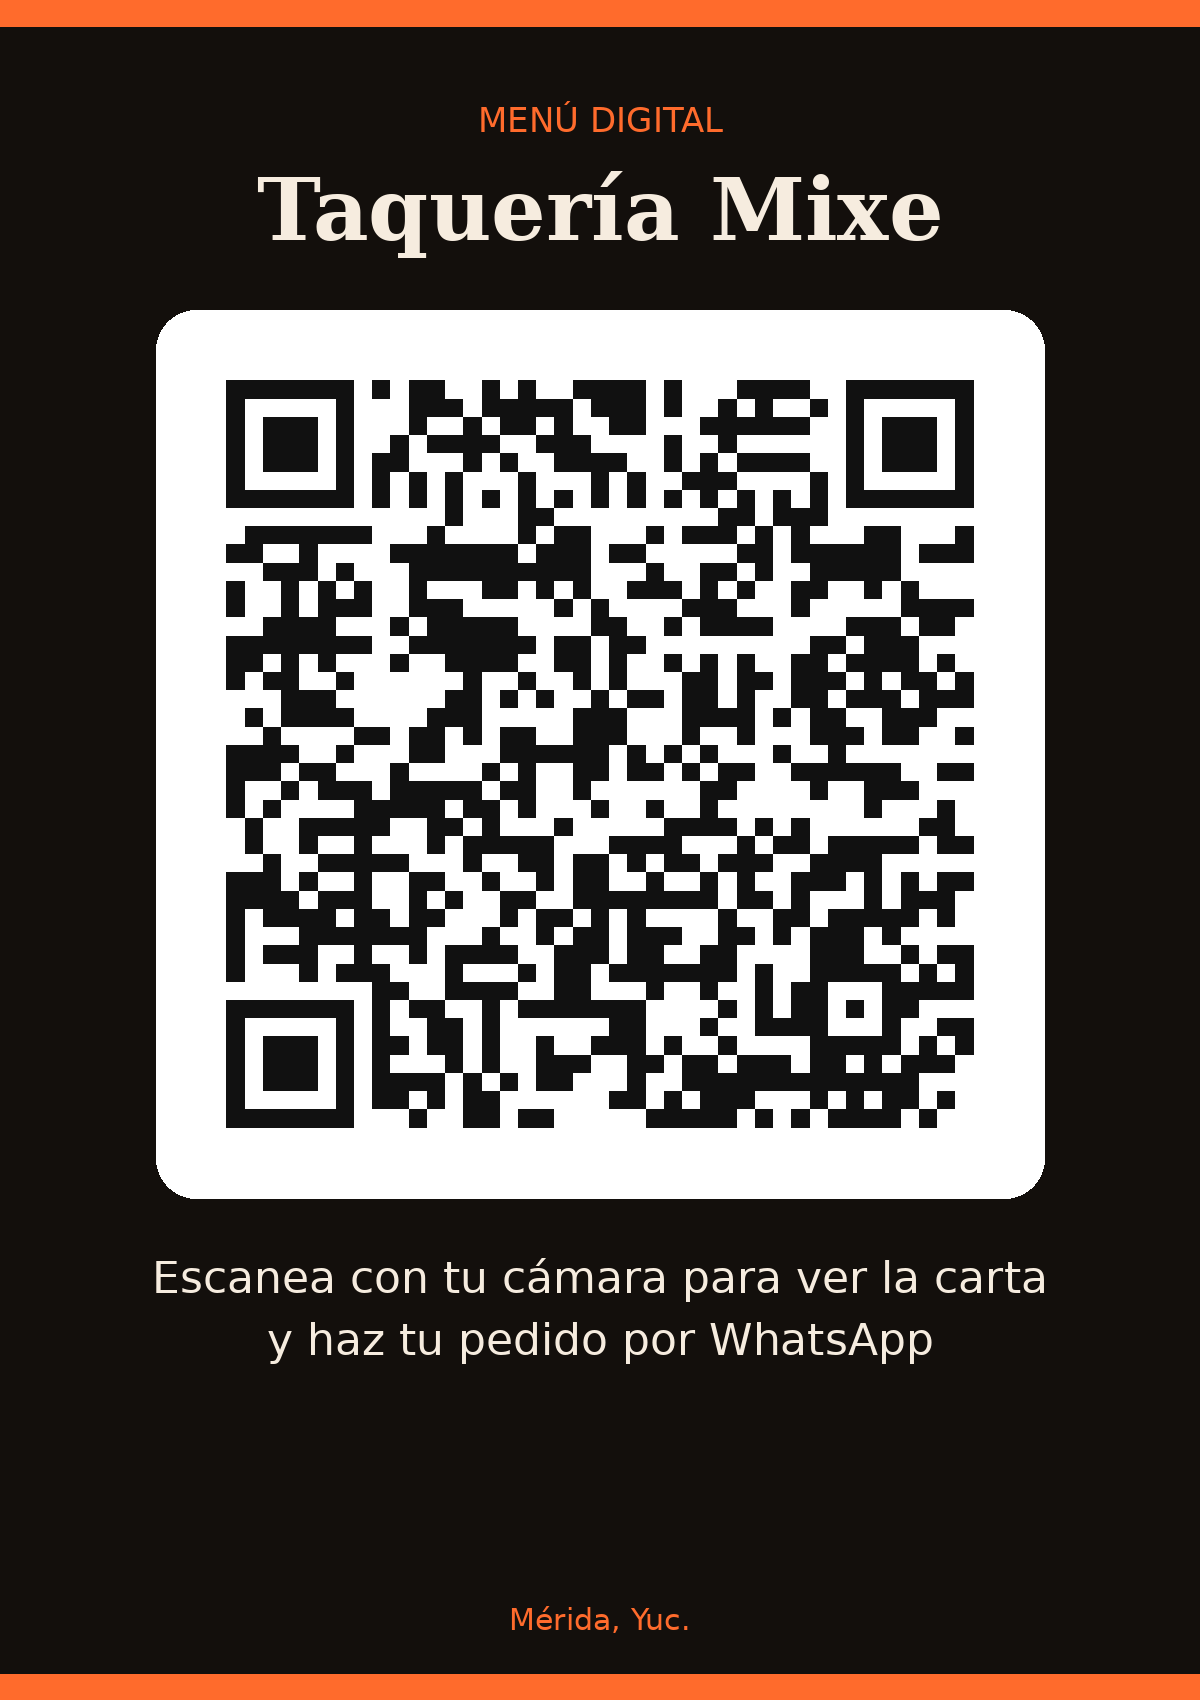 MENÚ DIGITAL
Taquería Mixe
Escanea con tu cámara para ver la carta
y haz tu pedido por WhatsApp
Mérida, Yuc.